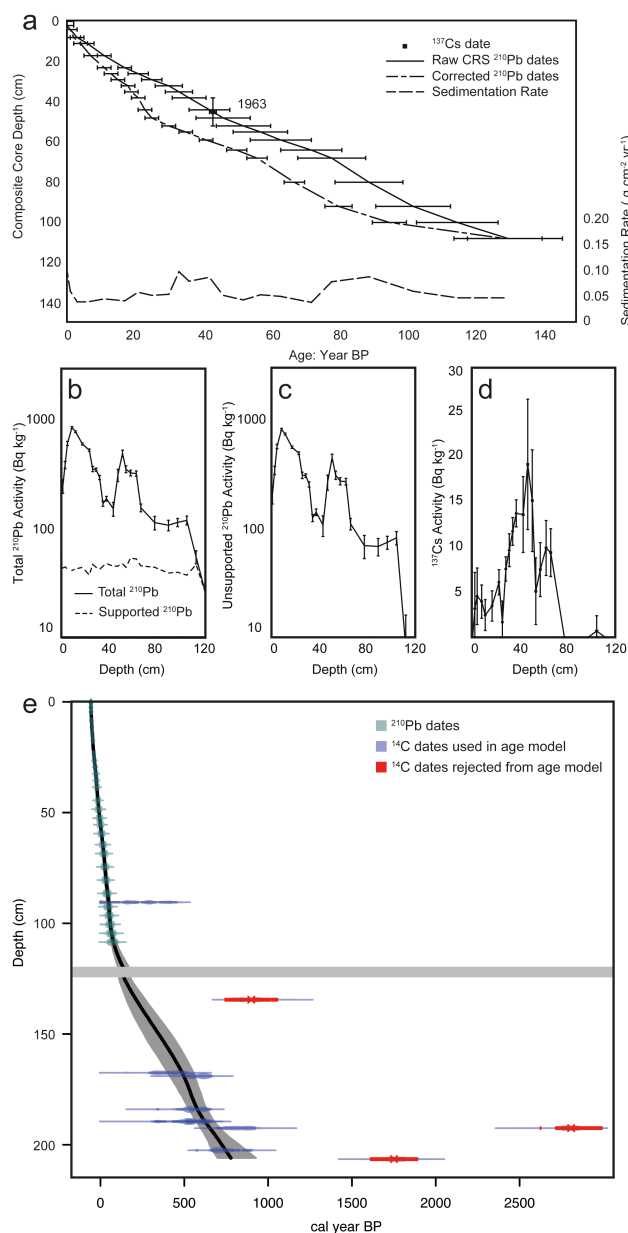 a
0
20
40
60
80
100
120
140
Composite Core Depth (cm)
1963
¹³⁷Cs date
Raw CRS ²¹⁰Pb dates
Corrected ²¹⁰Pb dates
Sedimentation Rate
0.20
0.15
0.10
0.05
0
Sedimentation Rate ( g cm⁻² yr⁻¹)
0 20 40 60 80 100 120 140
Age: Year BP
b
1000
100
10
Total ²¹⁰Pb Activity (Bq kg⁻¹)
Total ²¹⁰Pb
Supported ²¹⁰Pb
0 20 40 60 80 120
Depth (cm)
c
1000
100
10
Unsupported ²¹⁰Pb Activity (Bq kg⁻¹)
0 20 40 60 80 120
Depth (cm)
d
30
25
20
15
10
5
¹³⁷Cs Activity (Bq kg⁻¹)
0 20 40 60 80 120
Depth (cm)
e
0
50
100
150
200
Depth (cm)
²¹⁰Pb dates
¹⁴C dates used in age model
¹⁴C dates rejected from age model
0 500 1000 1500 2000 2500
cal year BP